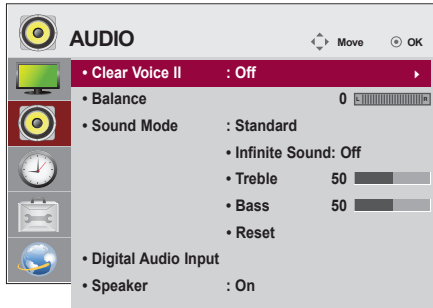 AUDIO Move OK
• Clear Voice II : Off
• Balance 0 L R
• Sound Mode : Standard
• Infinite Sound: Off
• Treble 50
• Bass 50
• Reset
• Digital Audio Input
• Speaker : On